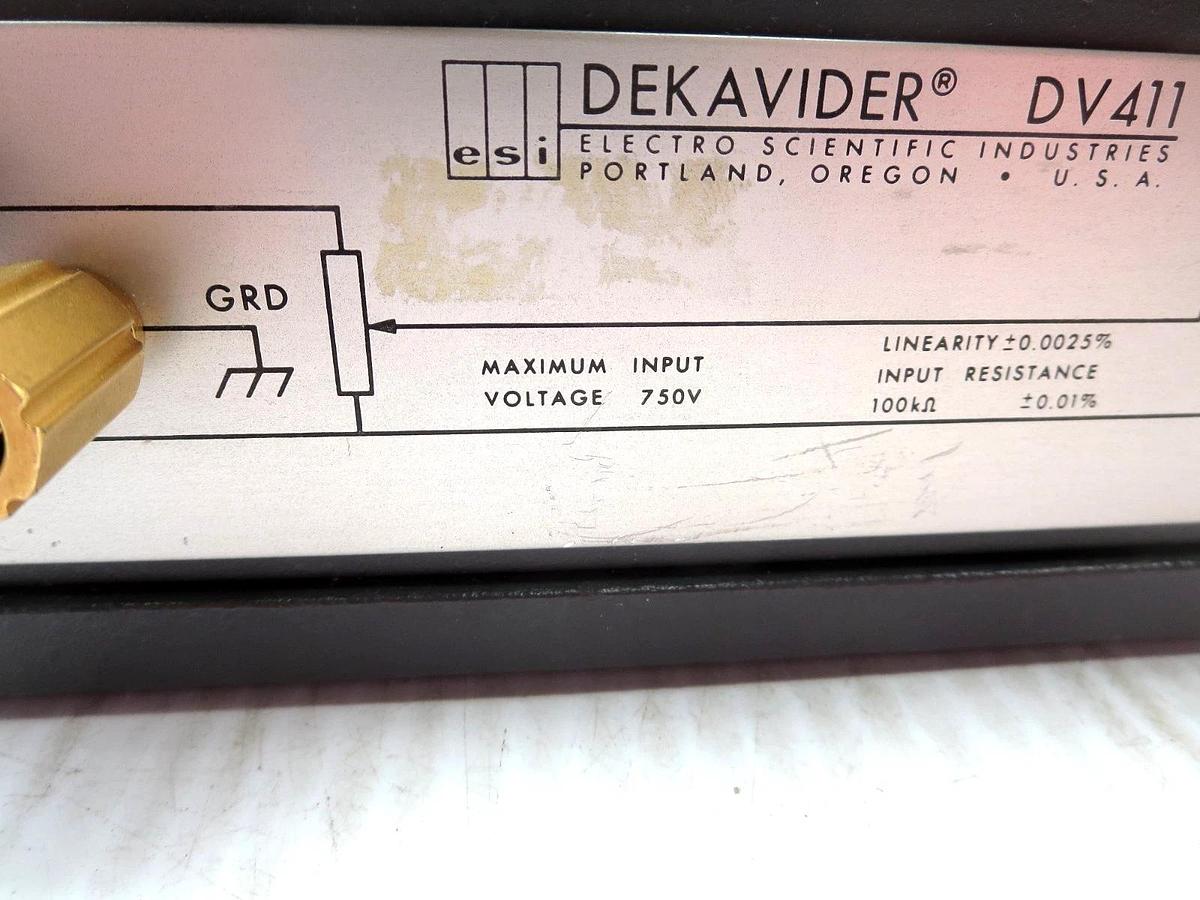 esi
DEKAVIDER® DV411
ELECTRO SCIENTIFIC INDUSTRIES
PORTLAND, OREGON • U. S. A.
GRD
MAXIMUM INPUT
VOLTAGE 750V
LINEARITY ±0.0025%
INPUT RESISTANCE
100kΩ ±0.01%